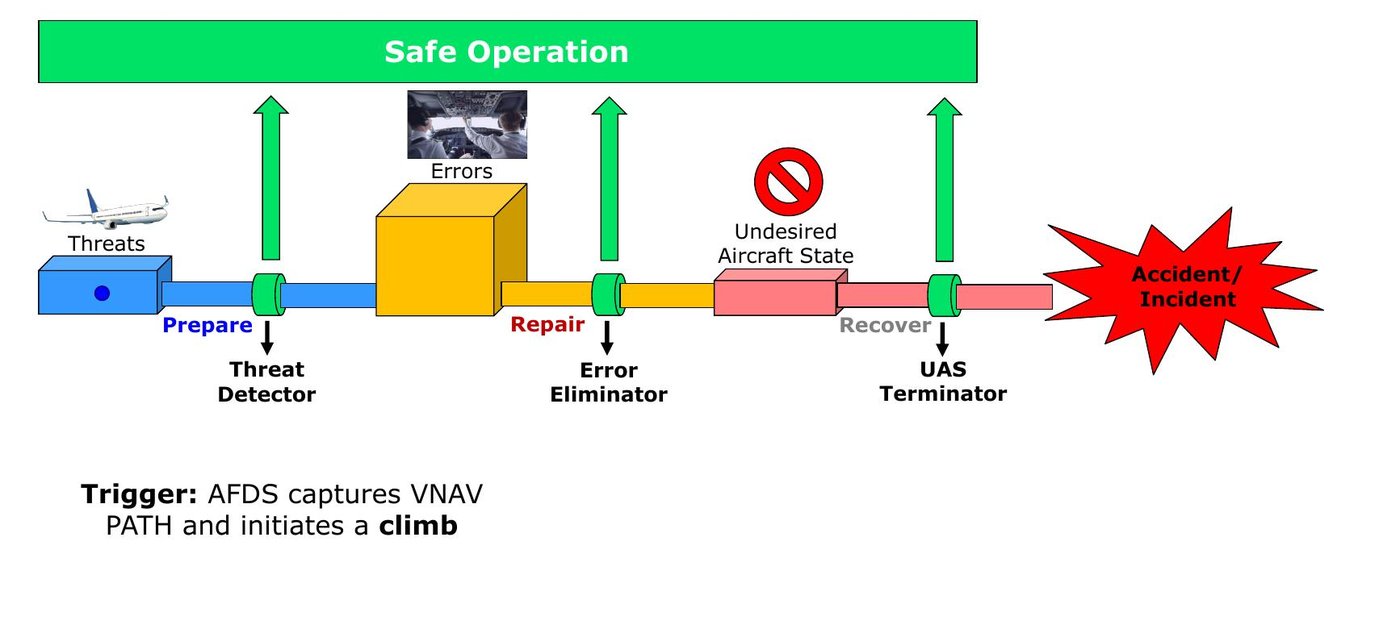 Safe Operation
Errors
Threats
Undesired
Aircraft State
Accident/
Incident
Prepare
Repair
Recover
Threat
Detector
Error
Eliminator
UAS
Terminator
Trigger: AFDS captures VNAV
PATH and initiates a climb